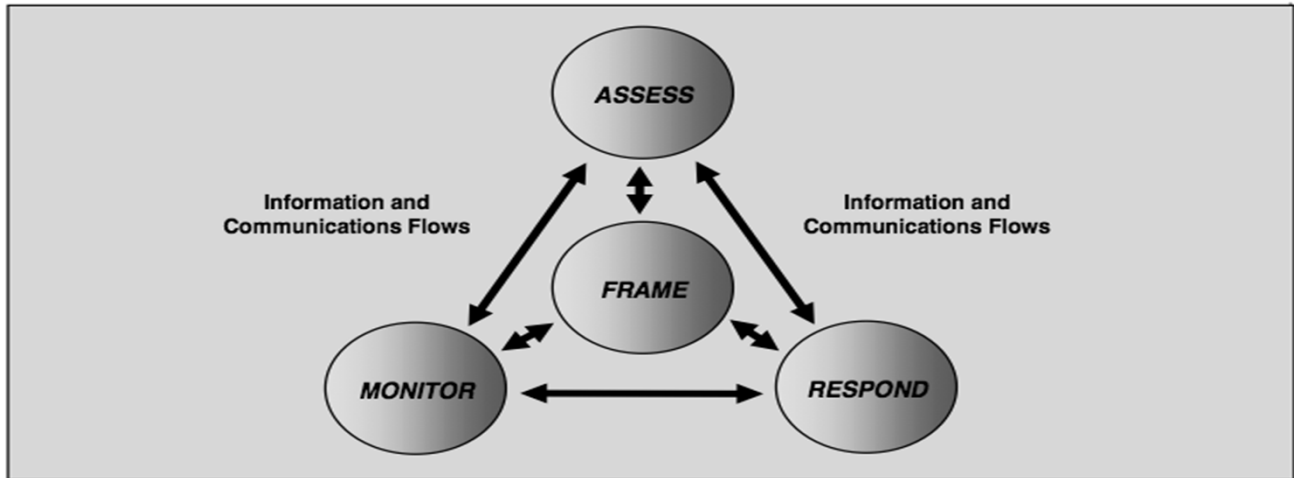 ASSESS
Information and
Communications Flows
Information and
Communications Flows
FRAME
MONITOR
RESPOND